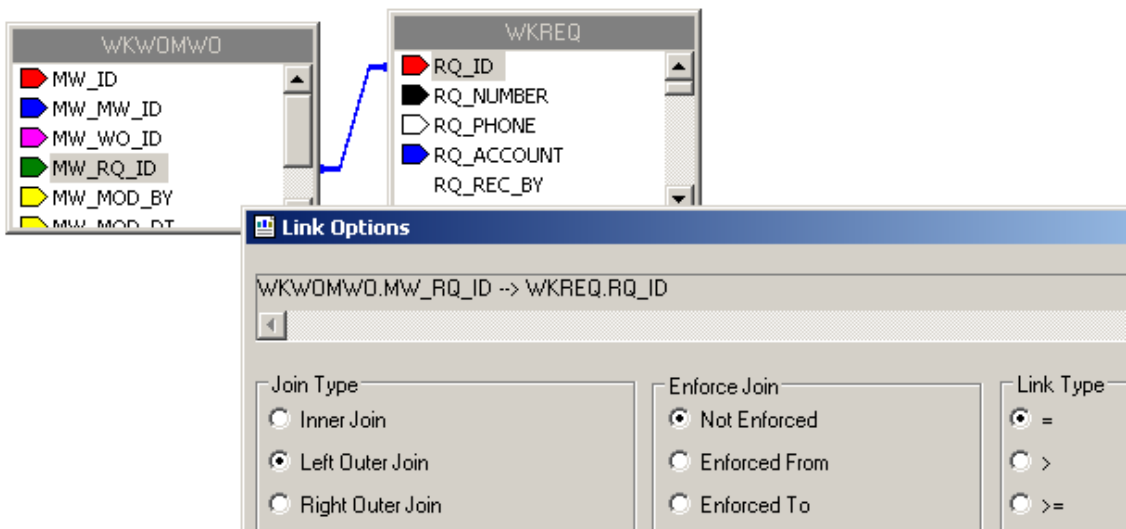 WKWOMWO
MW_ID
MW_MW_ID
MW_WO_ID
MW_RQ_ID
MW_MOD_BY
MW_MOD_DT
WKREQ
RQ_ID
RQ_NUMBER
RQ_PHONE
RQ_ACCOUNT
RQ_REC_BY
Link Options
WKWOMWO.MW_RQ_ID --> WKREQ.RQ_ID
Join Type
Inner Join
Left Outer Join
Right Outer Join
Enforce Join
Not Enforced
Enforced From
Enforced To
Link Type
=
>
>=